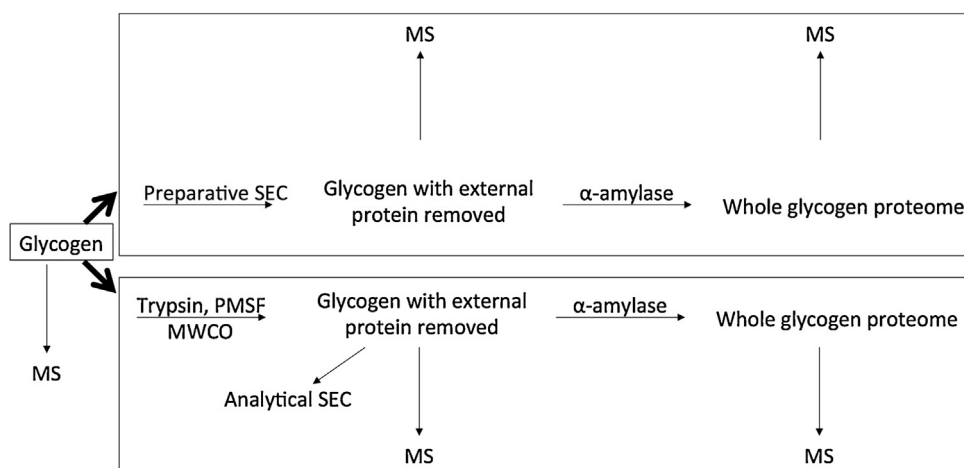 MS
MS
Preparative SEC
Glycogen with external
protein removed
α-amylase
Whole glycogen proteome
Glycogen
MS
Trypsin, PMSF
MWCO
Glycogen with external
protein removed
α-amylase
Whole glycogen proteome
Analytical SEC
MS
MS